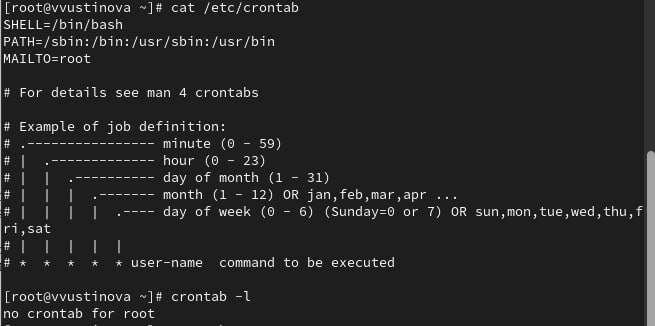 [root@vvustinova ~]# cat /etc/crontab
SHELL=/bin/bash
PATH=/sbin:/bin:/usr/sbin:/usr/bin
MAILTO=root

# For details see man 4 crontabs

# Example of job definition:
# .---------------- minute (0 - 59)
# |  .------------- hour (0 - 23)
# |  |  .---------- day of month (1 - 31)
# |  |  |  .------- month (1 - 12) OR jan,feb,mar,apr ...
# |  |  |  |  .---- day of week (0 - 6) (Sunday=0 or 7) OR sun,mon,tue,wed,thu,f
ri,sat
# |  |  |  |  |
# *  *  *  *  * user-name  command to be executed

[root@vvustinova ~]# crontab -l
no crontab for root